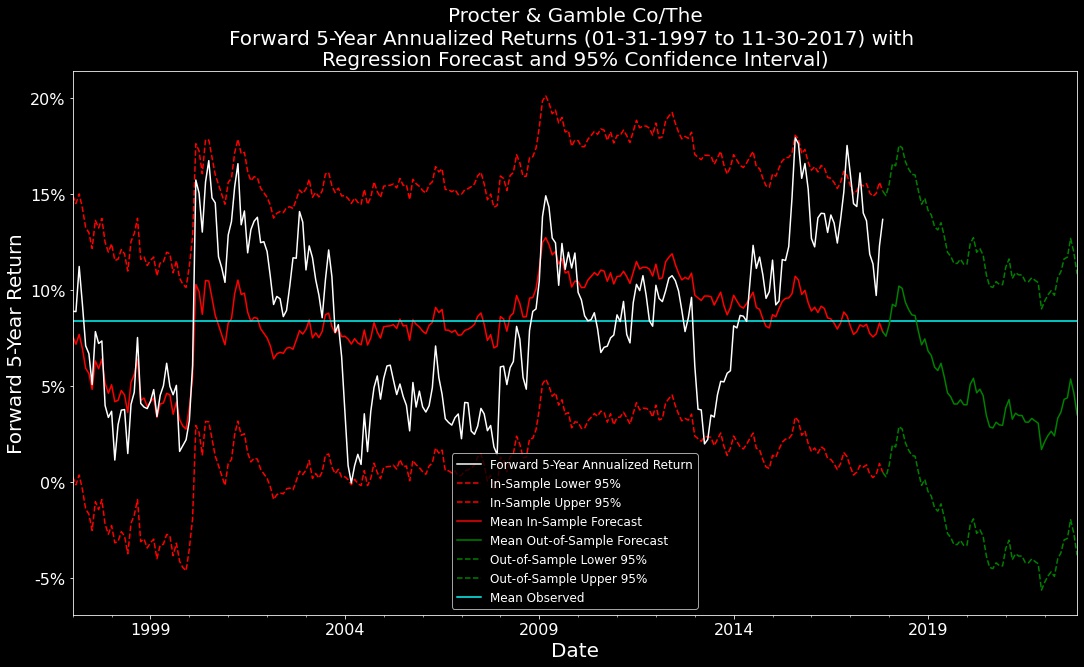 Procter & Gamble Co/The
Forward 5-Year Annualized Returns (01-31-1997 to 11-30-2017) with
Regression Forecast and 95% Confidence Interval)
Forward 5-Year Return
20%
15%
10%
5%
0%
-5%
Forward 5-Year Annualized Return
In-Sample Lower 95%
In-Sample Upper 95%
Mean In-Sample Forecast
Mean Out-of-Sample Forecast
Out-of-Sample Lower 95%
Out-of-Sample Upper 95%
Mean Observed
1999 2004 2009 2014 2019
Date